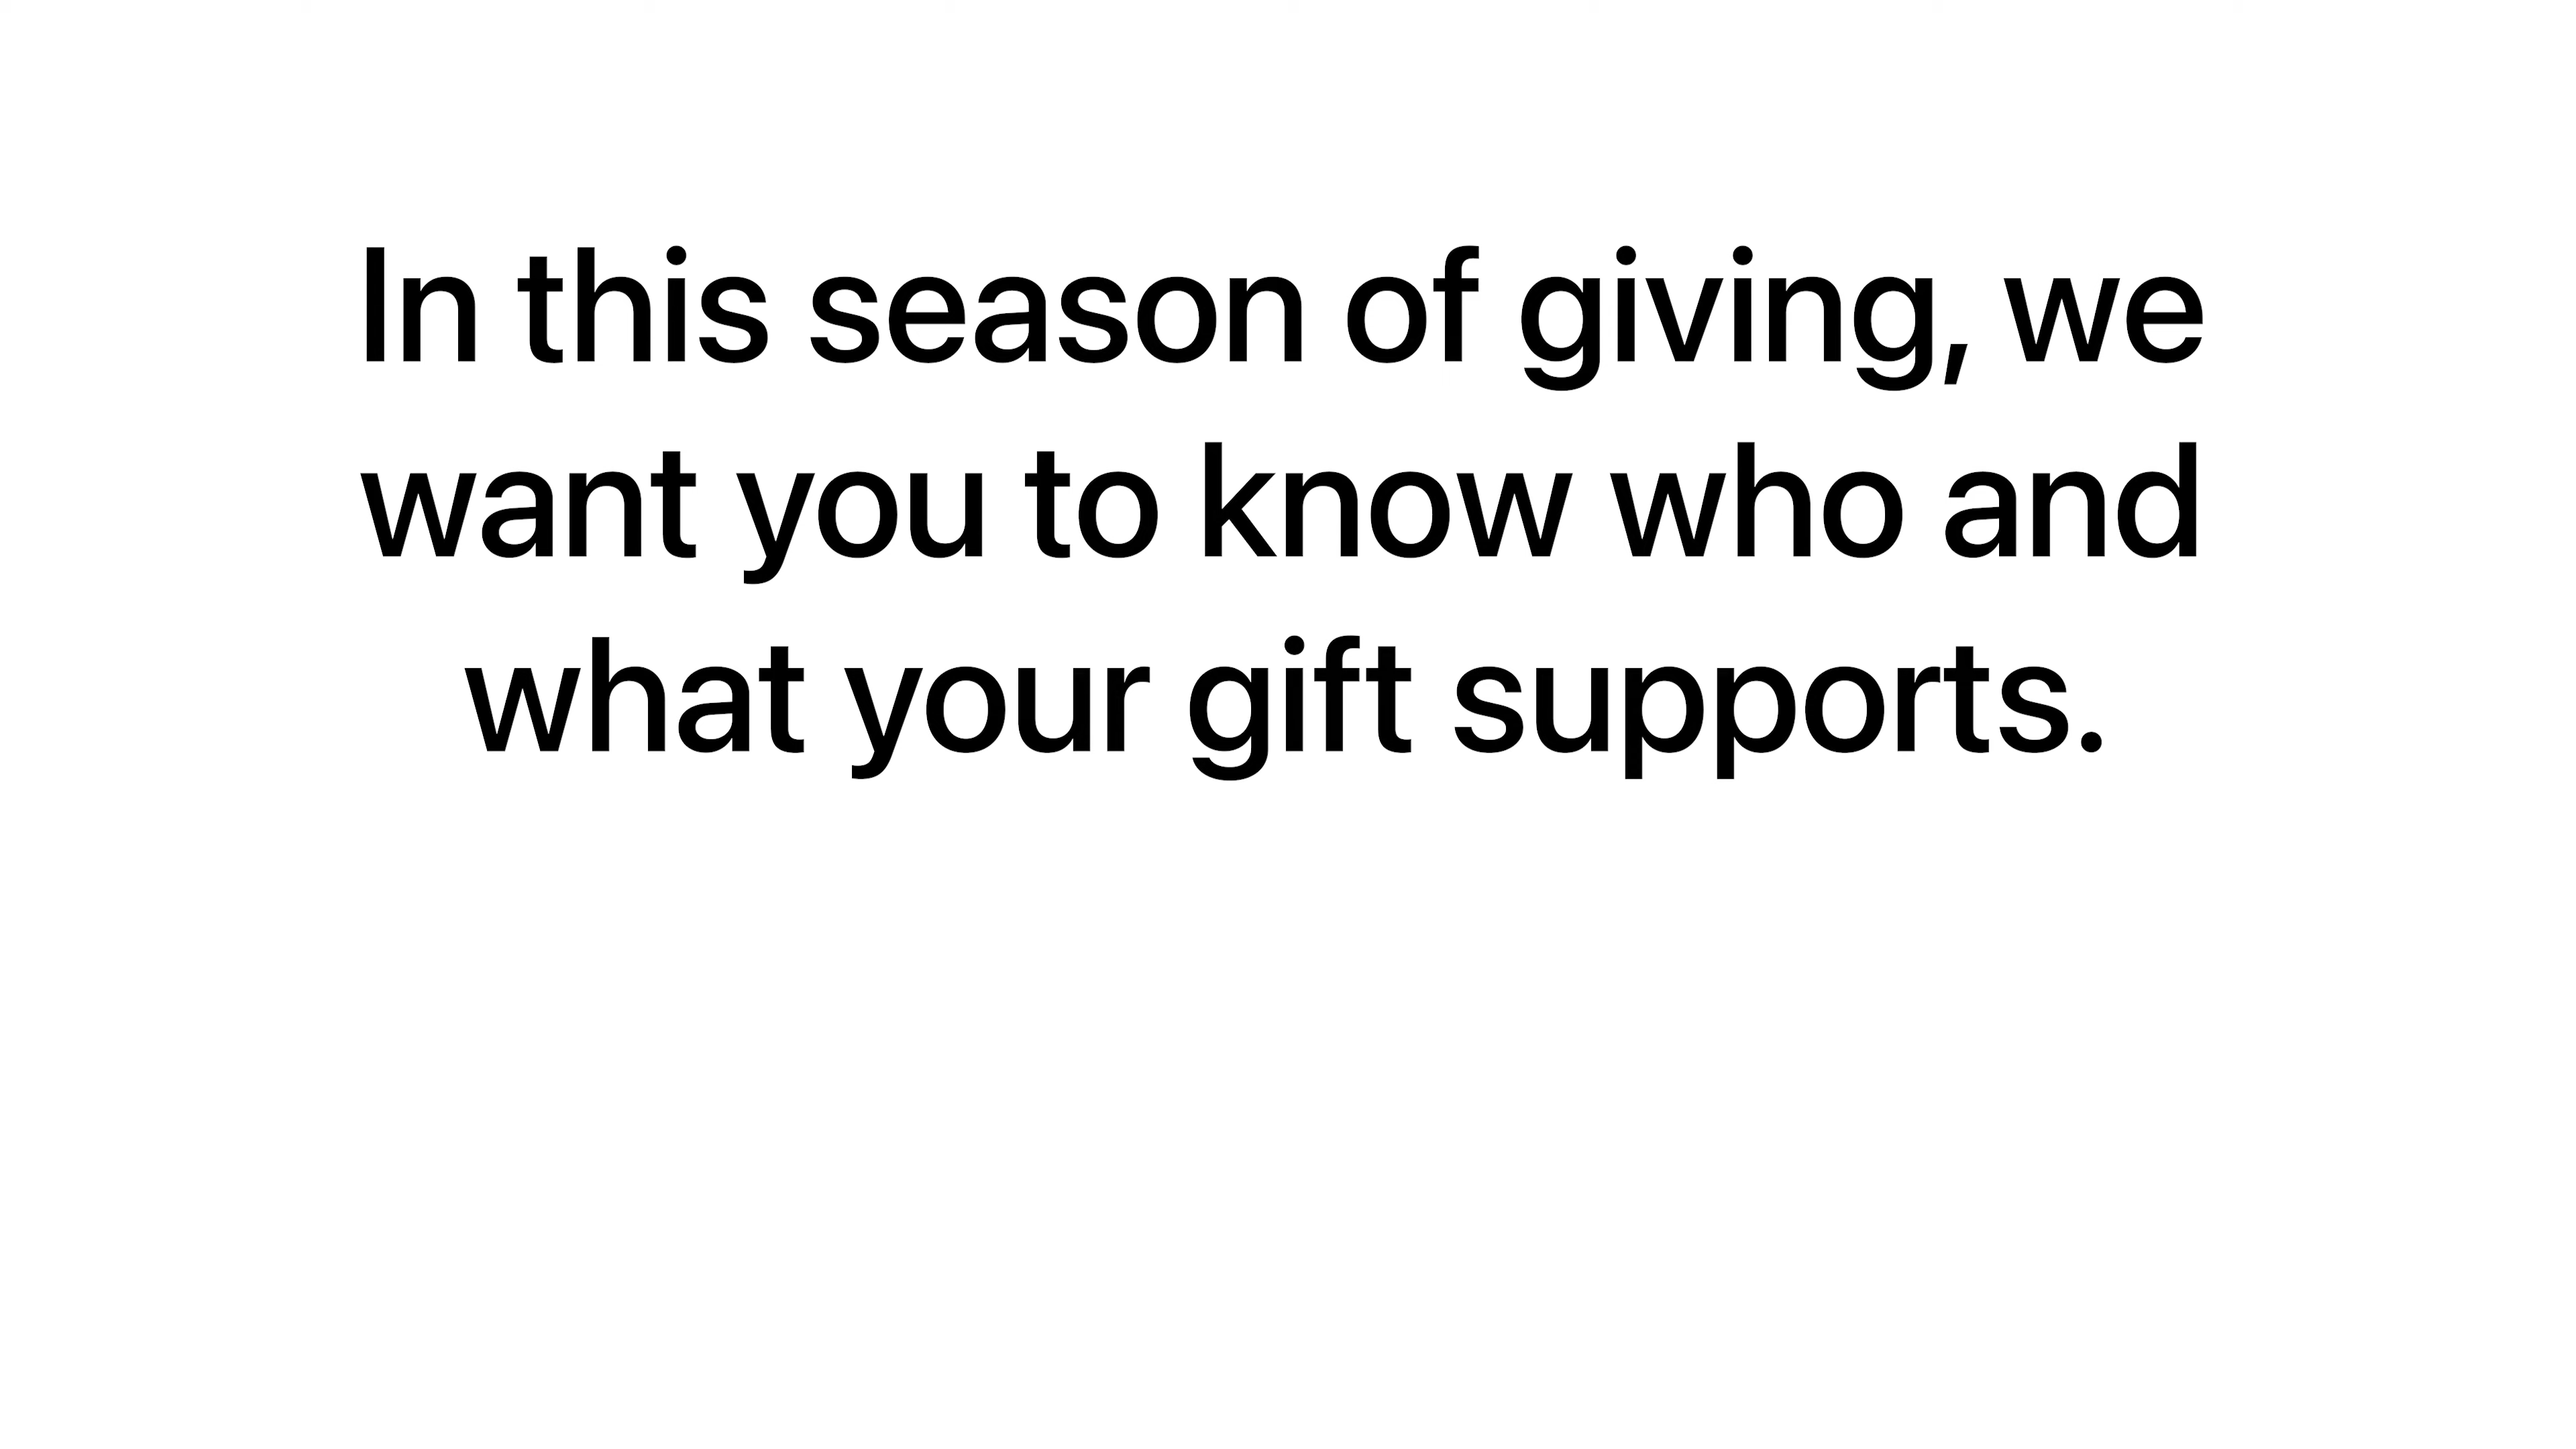 In this season of giving, we
want you to know who and
what your gift supports.